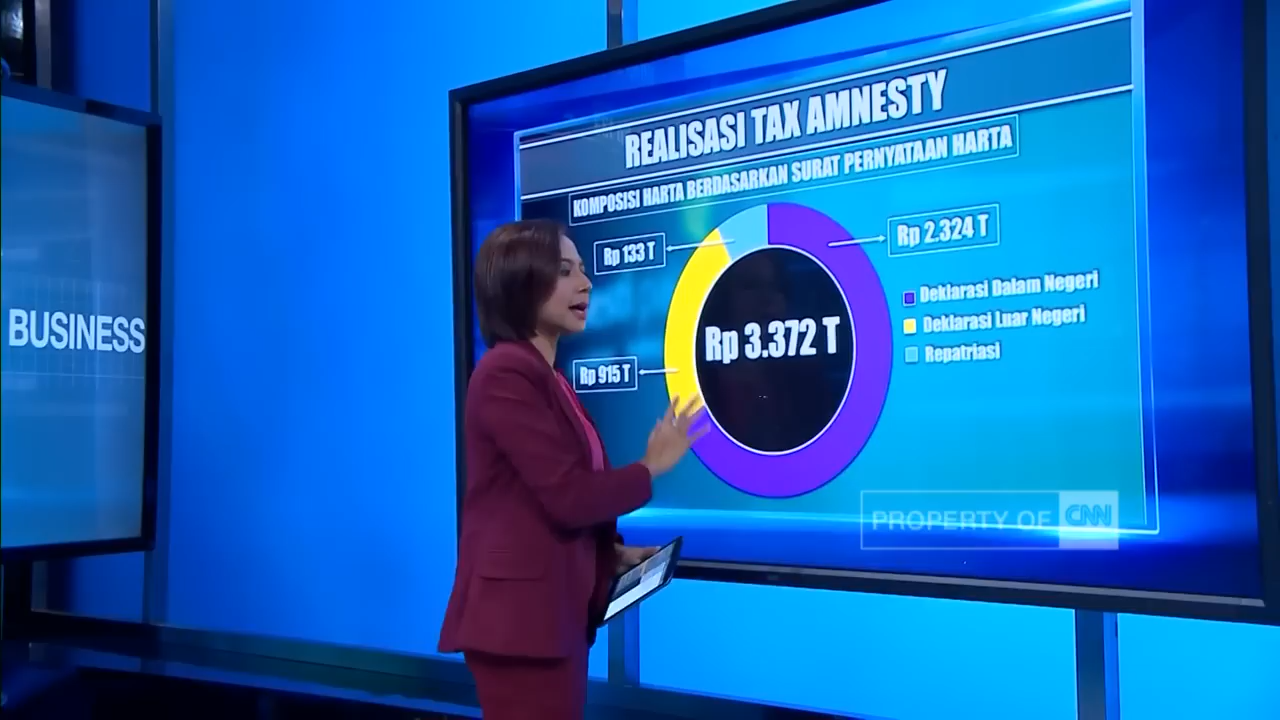 BUSINESS
REALISASI TAX AMNESTY
KOMPOSISI HARTA BERDASARKAN SURAT PERNYATAAN HARTA
Rp 133 T
Rp 2.324 T
Rp 915 T
Rp 3.372 T
Deklarasi Dalam Negeri
Deklarasi Luar Negeri
Repatriasi
PROPERTY OF CNN